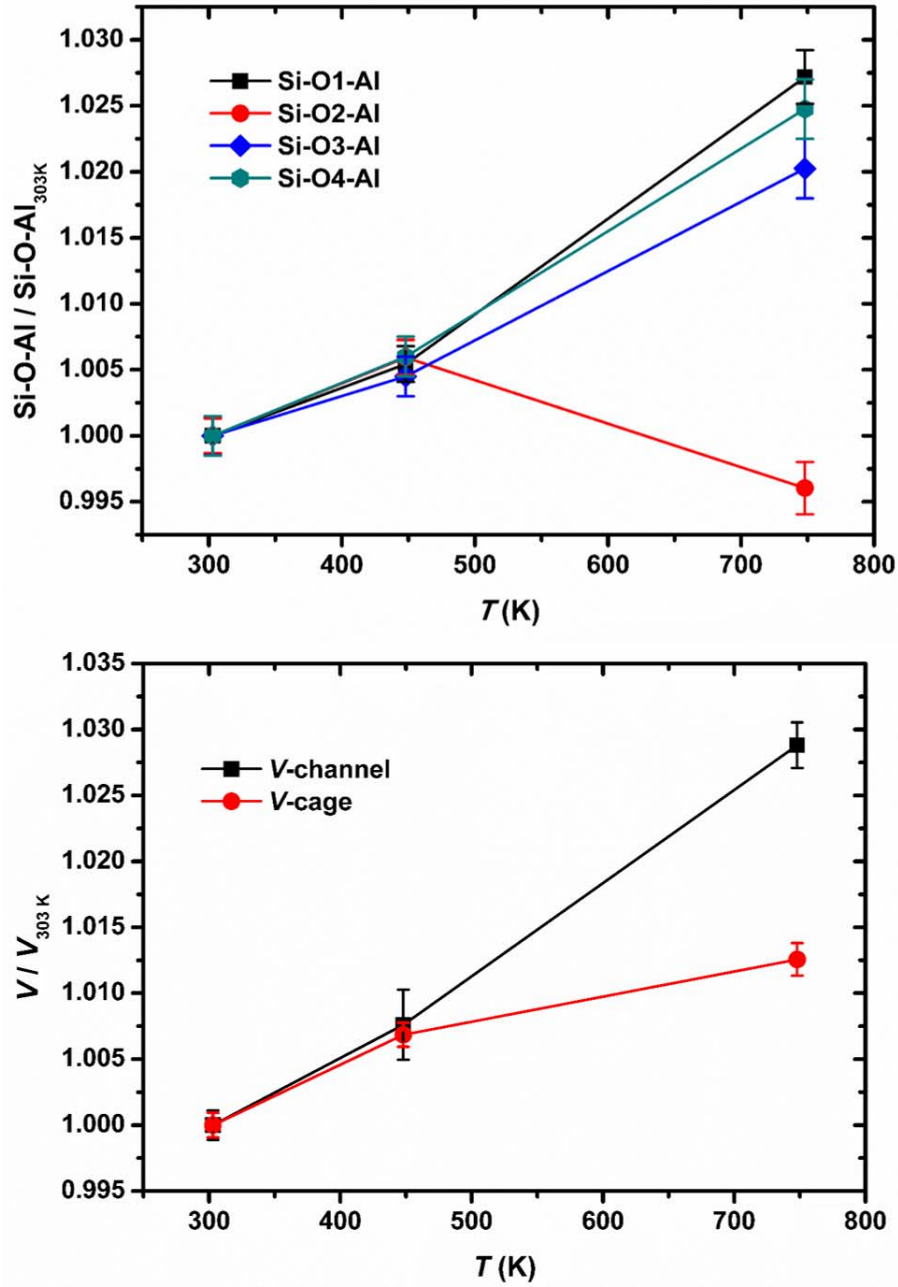 1.030
1.025
1.020
1.015
1.010
1.005
1.000
0.995
Si-O-Al / Si-O-Al303K
Si-O1-Al
Si-O2-Al
Si-O3-Al
Si-O4-Al
300 400 500 600 700 800
T (K)
1.035
1.030
1.025
1.020
1.015
1.010
1.005
1.000
0.995
V / V303 K
V-channel
V-cage
300 400 500 600 700 800
T (K)